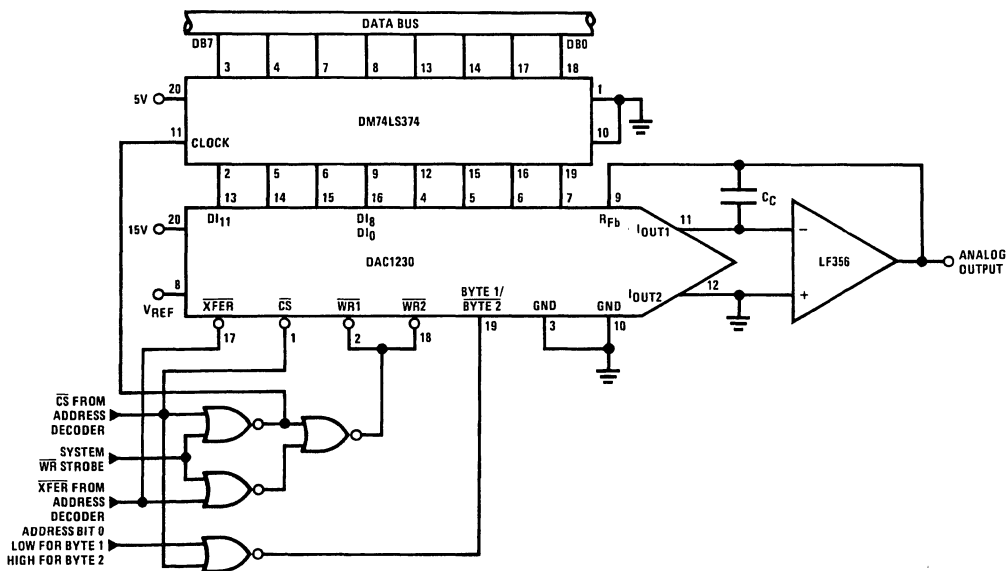 DATA BUS
DB7 DB0
3 4 7 8 13 14 17 18
20 1
5V
DM74LS374
11 CLOCK 10
2 5 6 9 12 15 16 19
13 14 15 16 4 5 6 7 9
DI11 DI8 RFb 11 CC
20 DI0 IOUT1
15V −
DAC1230 LF356 ANALOG
OUTPUT
8 12 +
VREF BYTE 1/ IOUT2
XFER CS WR1 WR2 BYTE 2 GND GND
17 1 2 18 19 3 10
CS FROM
ADDRESS
DECODER
SYSTEM
WR STROBE
XFER FROM
ADDRESS
DECODER
ADDRESS BIT 0
LOW FOR BYTE 1
HIGH FOR BYTE 2